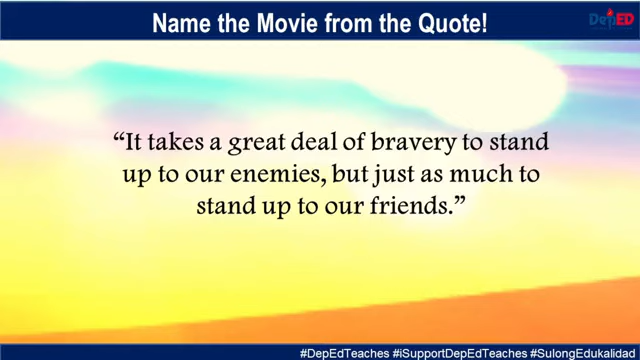 Name the Movie from the Quote!
DepED
“It takes a great deal of bravery to stand
up to our enemies, but just as much to
stand up to our friends.”
#DepEdTeaches #iSupportDepEdTeaches #SulongEdukalidad